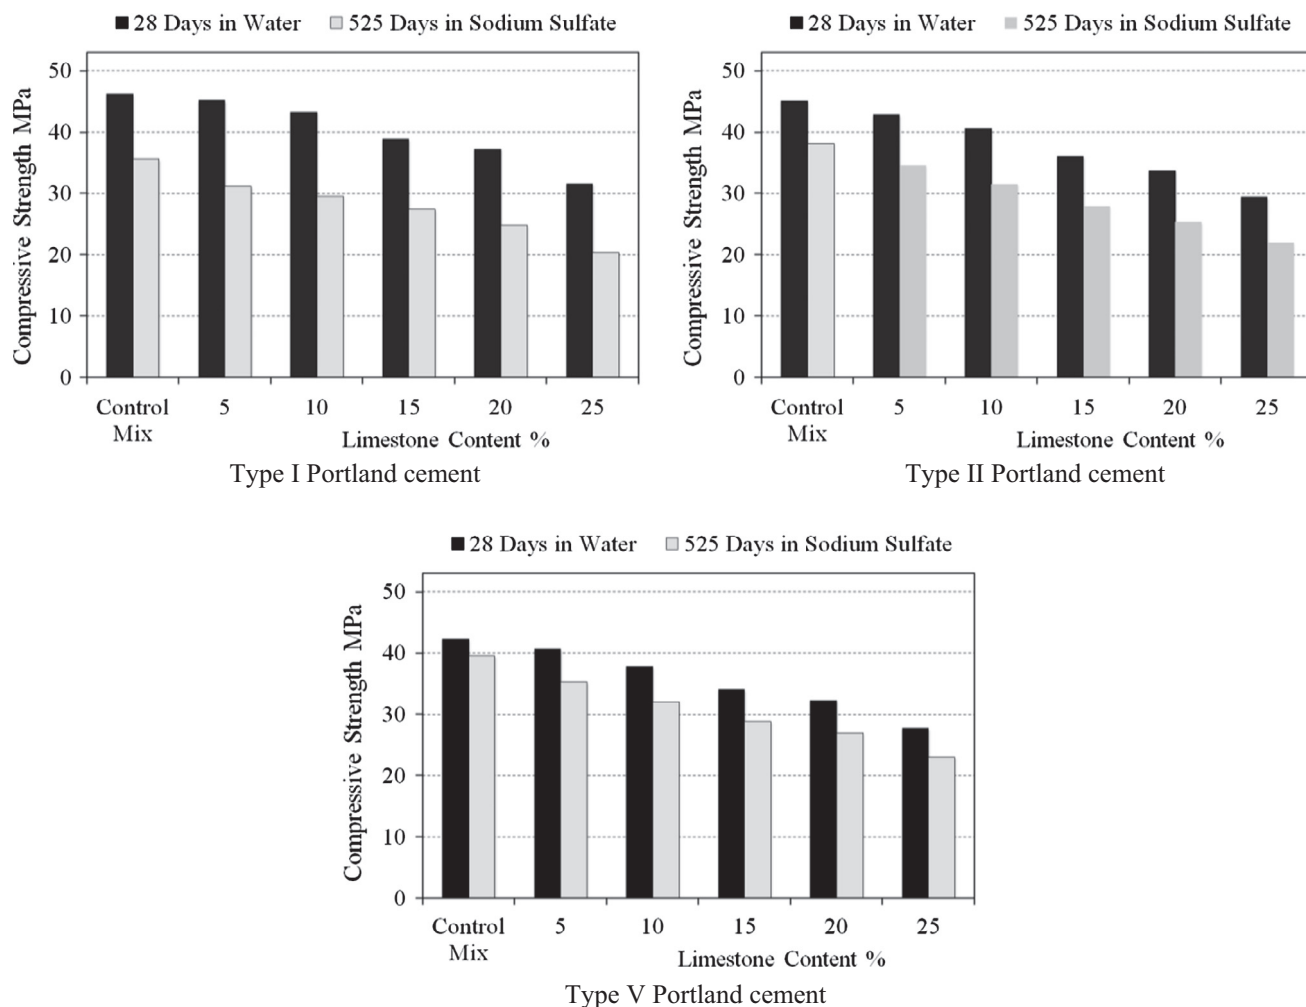 28 Days in Water 525 Days in Sodium Sulfate
Compressive Strength MPa
50
40
30
20
10
0
Control Mix 5 10 15 20 25
Limestone Content %
Type I Portland cement
28 Days in Water 525 Days in Sodium Sulfate
Compressive Strength MPa
50
40
30
20
10
0
Control Mix 5 10 15 20 25
Limestone Content %
Type II Portland cement
28 Days in Water 525 Days in Sodium Sulfate
Compressive Strength MPa
50
40
30
20
10
0
Control Mix 5 10 15 20 25
Limestone Content %
Type V Portland cement